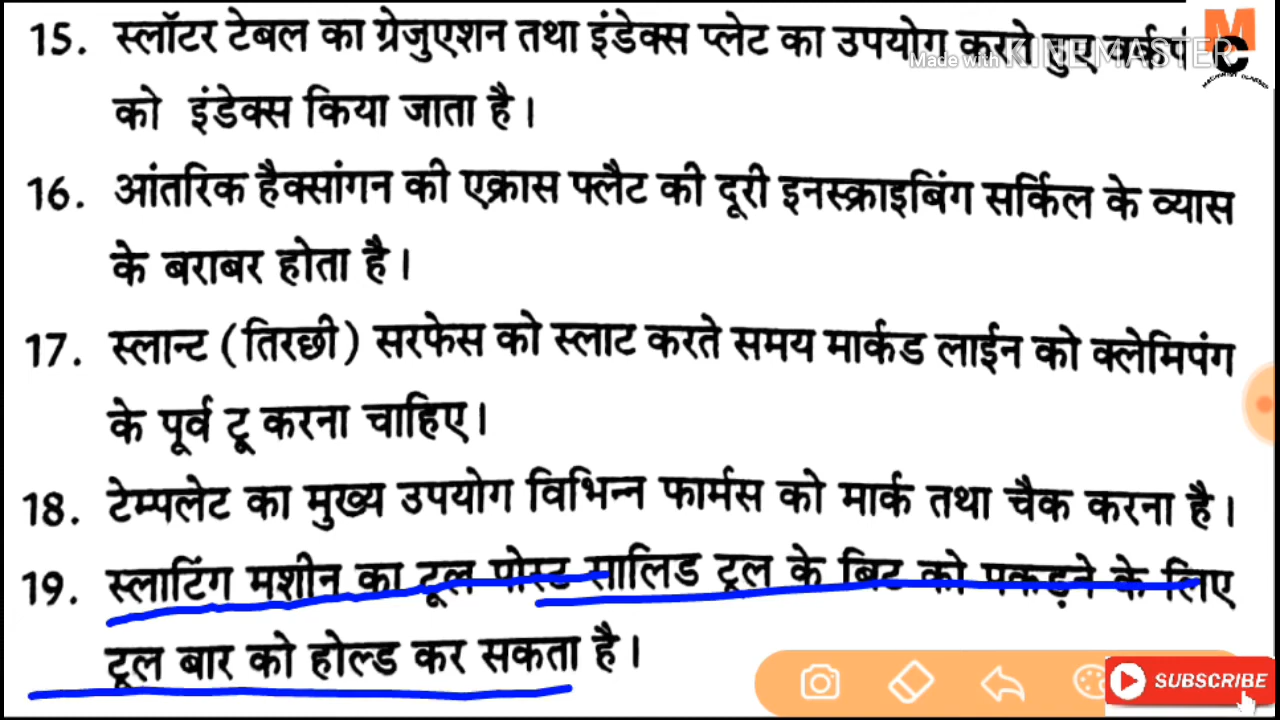 15. स्लॉटर टेबल का ग्रेजुएशन तथा इंडेक्स प्लेट का उपयोग करते हुए
Made with KINEMASTER
MC
को इंडेक्स किया जाता है।
16. आंतरिक हैक्सांगन की एक्रास फ्लैट की दूरी इनस्क्राइबिंग सर्किल के व्यास
के बराबर होता है।
17. स्लान्ट (तिरछी) सरफेस को स्लाट करते समय मार्कड लाईन को क्लेमिपंग
के पूर्व ट्रू करना चाहिए।
18. टेम्पलेट का मुख्य उपयोग विभिन्न फार्मस को मार्क तथा चैक करना है।
19. स्लाटिंग मशीन का टूल पोस्ट सालिड टूल के बिट को पकड़ने के लिए
टूल बार को होल्ड कर सकता है।
SUBSCRIBE